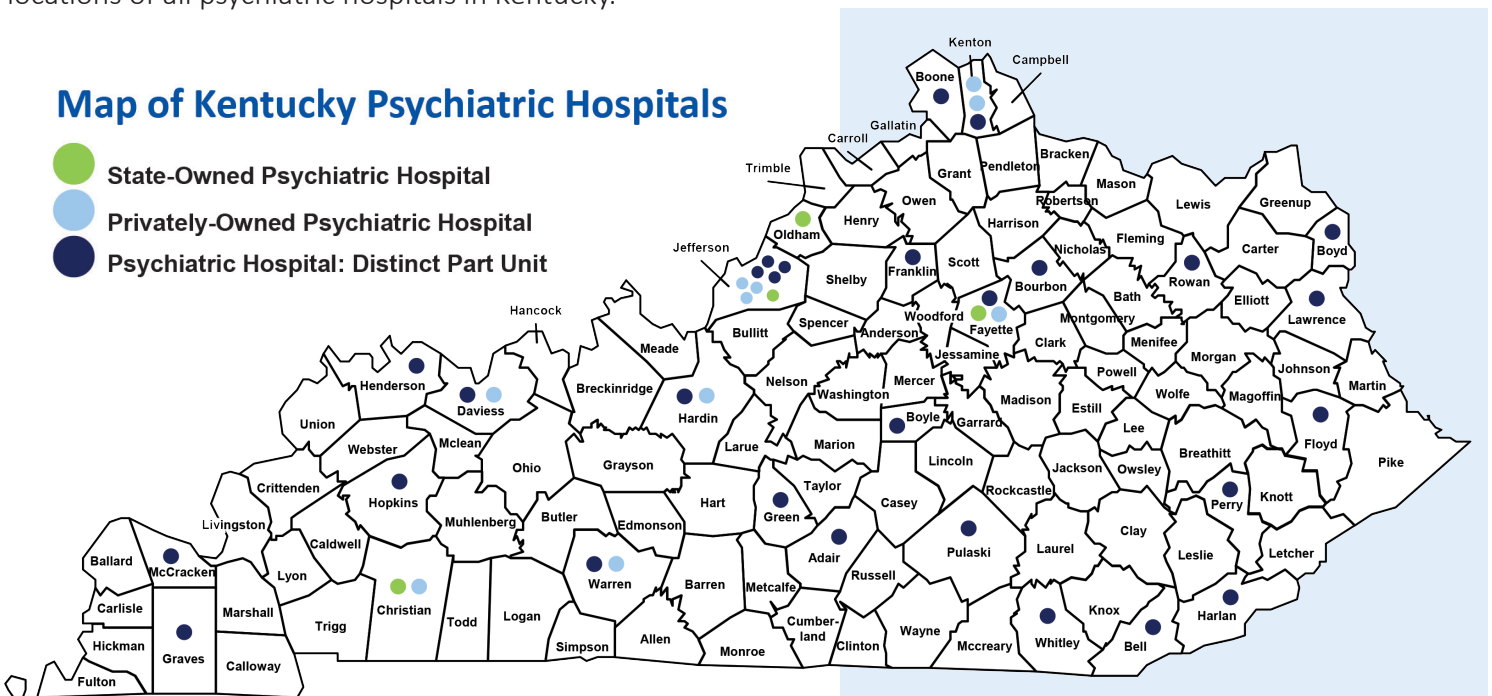 locations of all psychiatric hospitals in Kentucky.
Map of Kentucky Psychiatric Hospitals
State-Owned Psychiatric Hospital
Privately-Owned Psychiatric Hospital
Psychiatric Hospital: Distinct Part Unit
Kenton
Campbell
Boone
Gallatin
Carroll
Trimble
Grant
Pendleton
Bracken
Mason
Robertson
Lewis
Greenup
Owen
Henry
Oldham
Harrison
Nicholas
Fleming
Carter
Boyd
Jefferson
Shelby
Franklin
Scott
Bourbon
Bath
Rowan
Elliott
Lawrence
Hancock
Meade
Bullitt
Spencer
Anderson
Woodford
Fayette
Jessamine
Clark
Montgomery
Menifee
Morgan
Johnson
Martin
Henderson
Daviess
Breckinridge
Hardin
Nelson
Washington
Mercer
Madison
Powell
Estill
Wolfe
Magoffin
Floyd
Pike
Union
Webster
Mclean
Ohio
Grayson
Larue
Marion
Boyle
Garrard
Lincoln
Lee
Jackson
Owsley
Breathitt
Knott
Perry
Crittenden
Livingston
Hopkins
Muhlenberg
Butler
Edmonson
Hart
Green
Taylor
Casey
Rockcastle
Pulaski
Laurel
Clay
Leslie
Letcher
Ballard
McCracken
Caldwell
Lyon
Christian
Warren
Barren
Metcalfe
Adair
Russell
Carlisle
Marshall
Hickman
Graves
Calloway
Fulton
Trigg
Todd
Logan
Simpson
Allen
Monroe
Cumber-
land
Clinton
Wayne
Mccreary
Whitley
Knox
Bell
Harlan